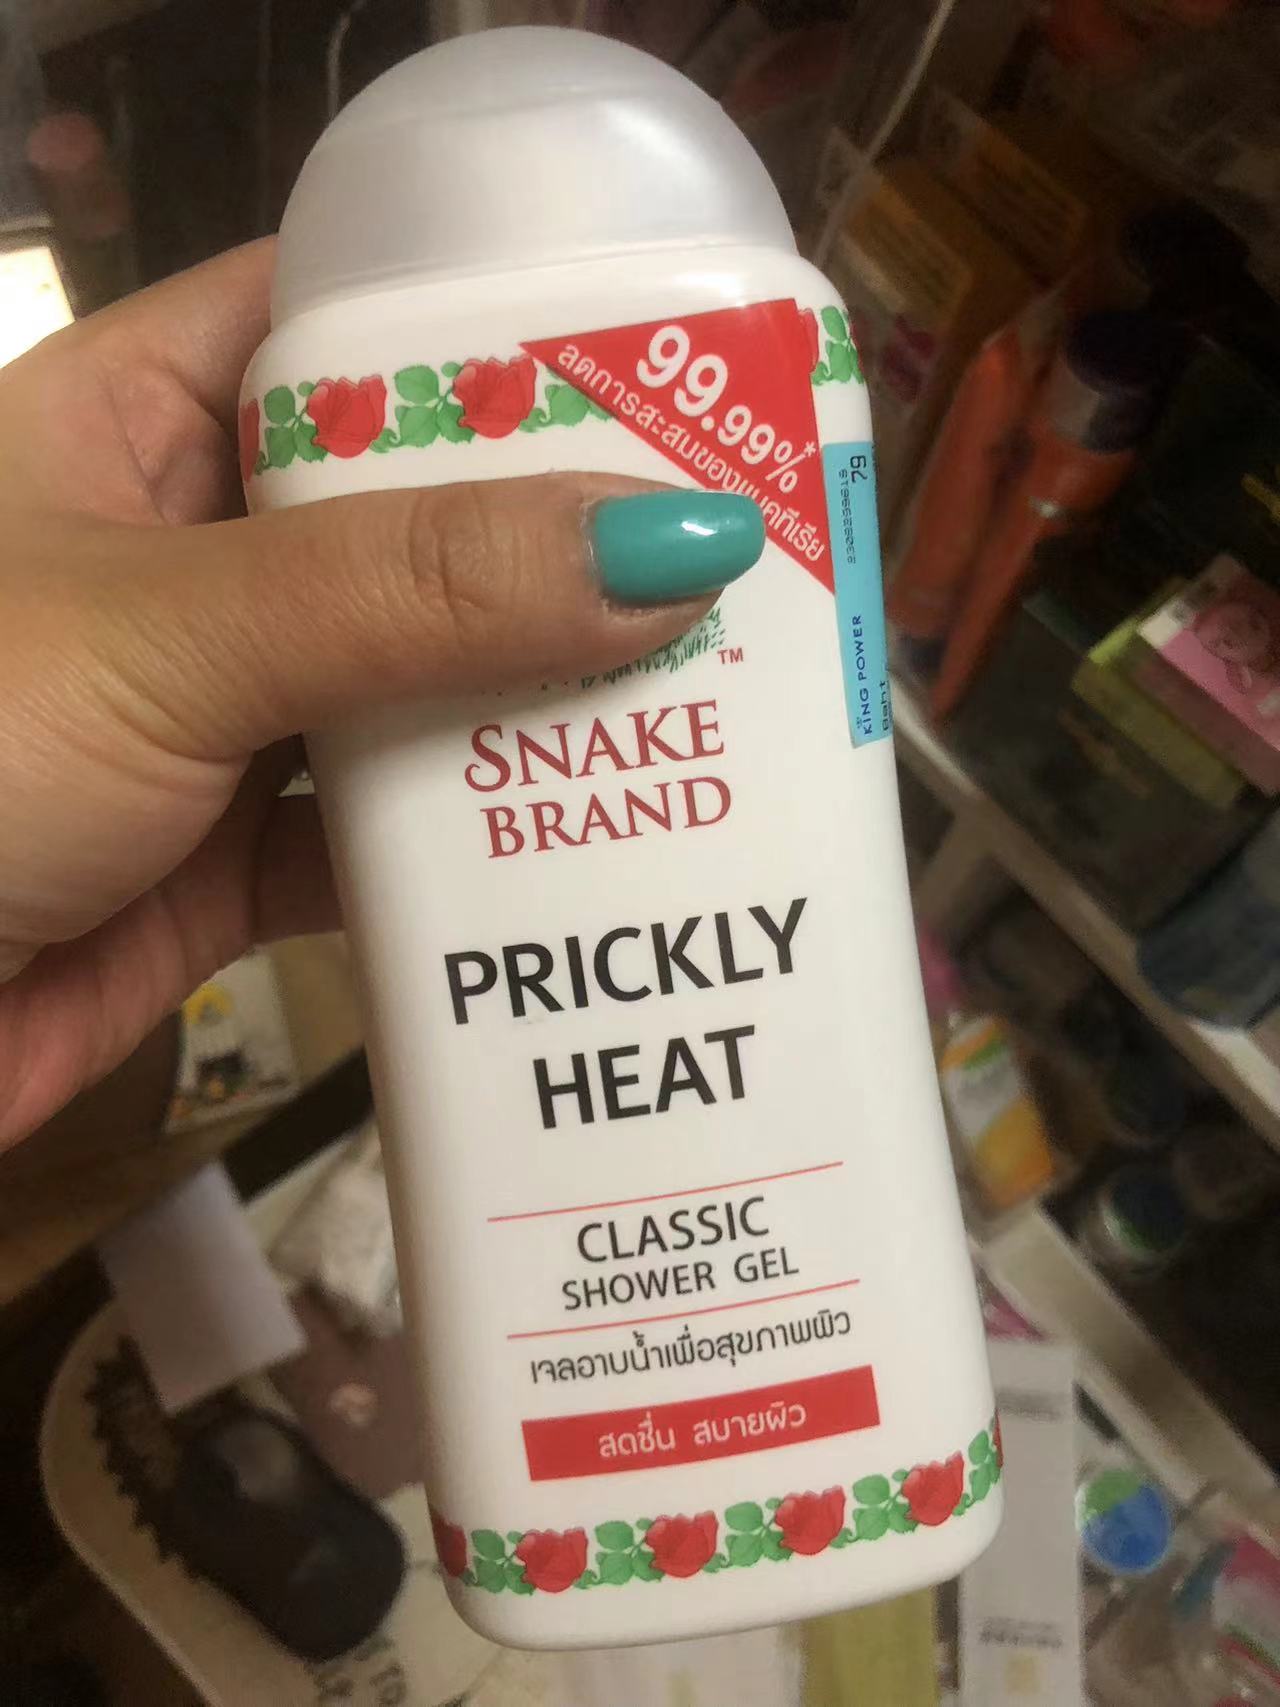 99.99%*
ลดการสะสมของแบคทีเรีย
79
KING POWER
Baht
TM
SNAKE
BRAND
PRICKLY
HEAT
CLASSIC
SHOWER GEL
เจลอาบน้ำเพื่อสุขภาพผิว
สดชื่น สบายผิว